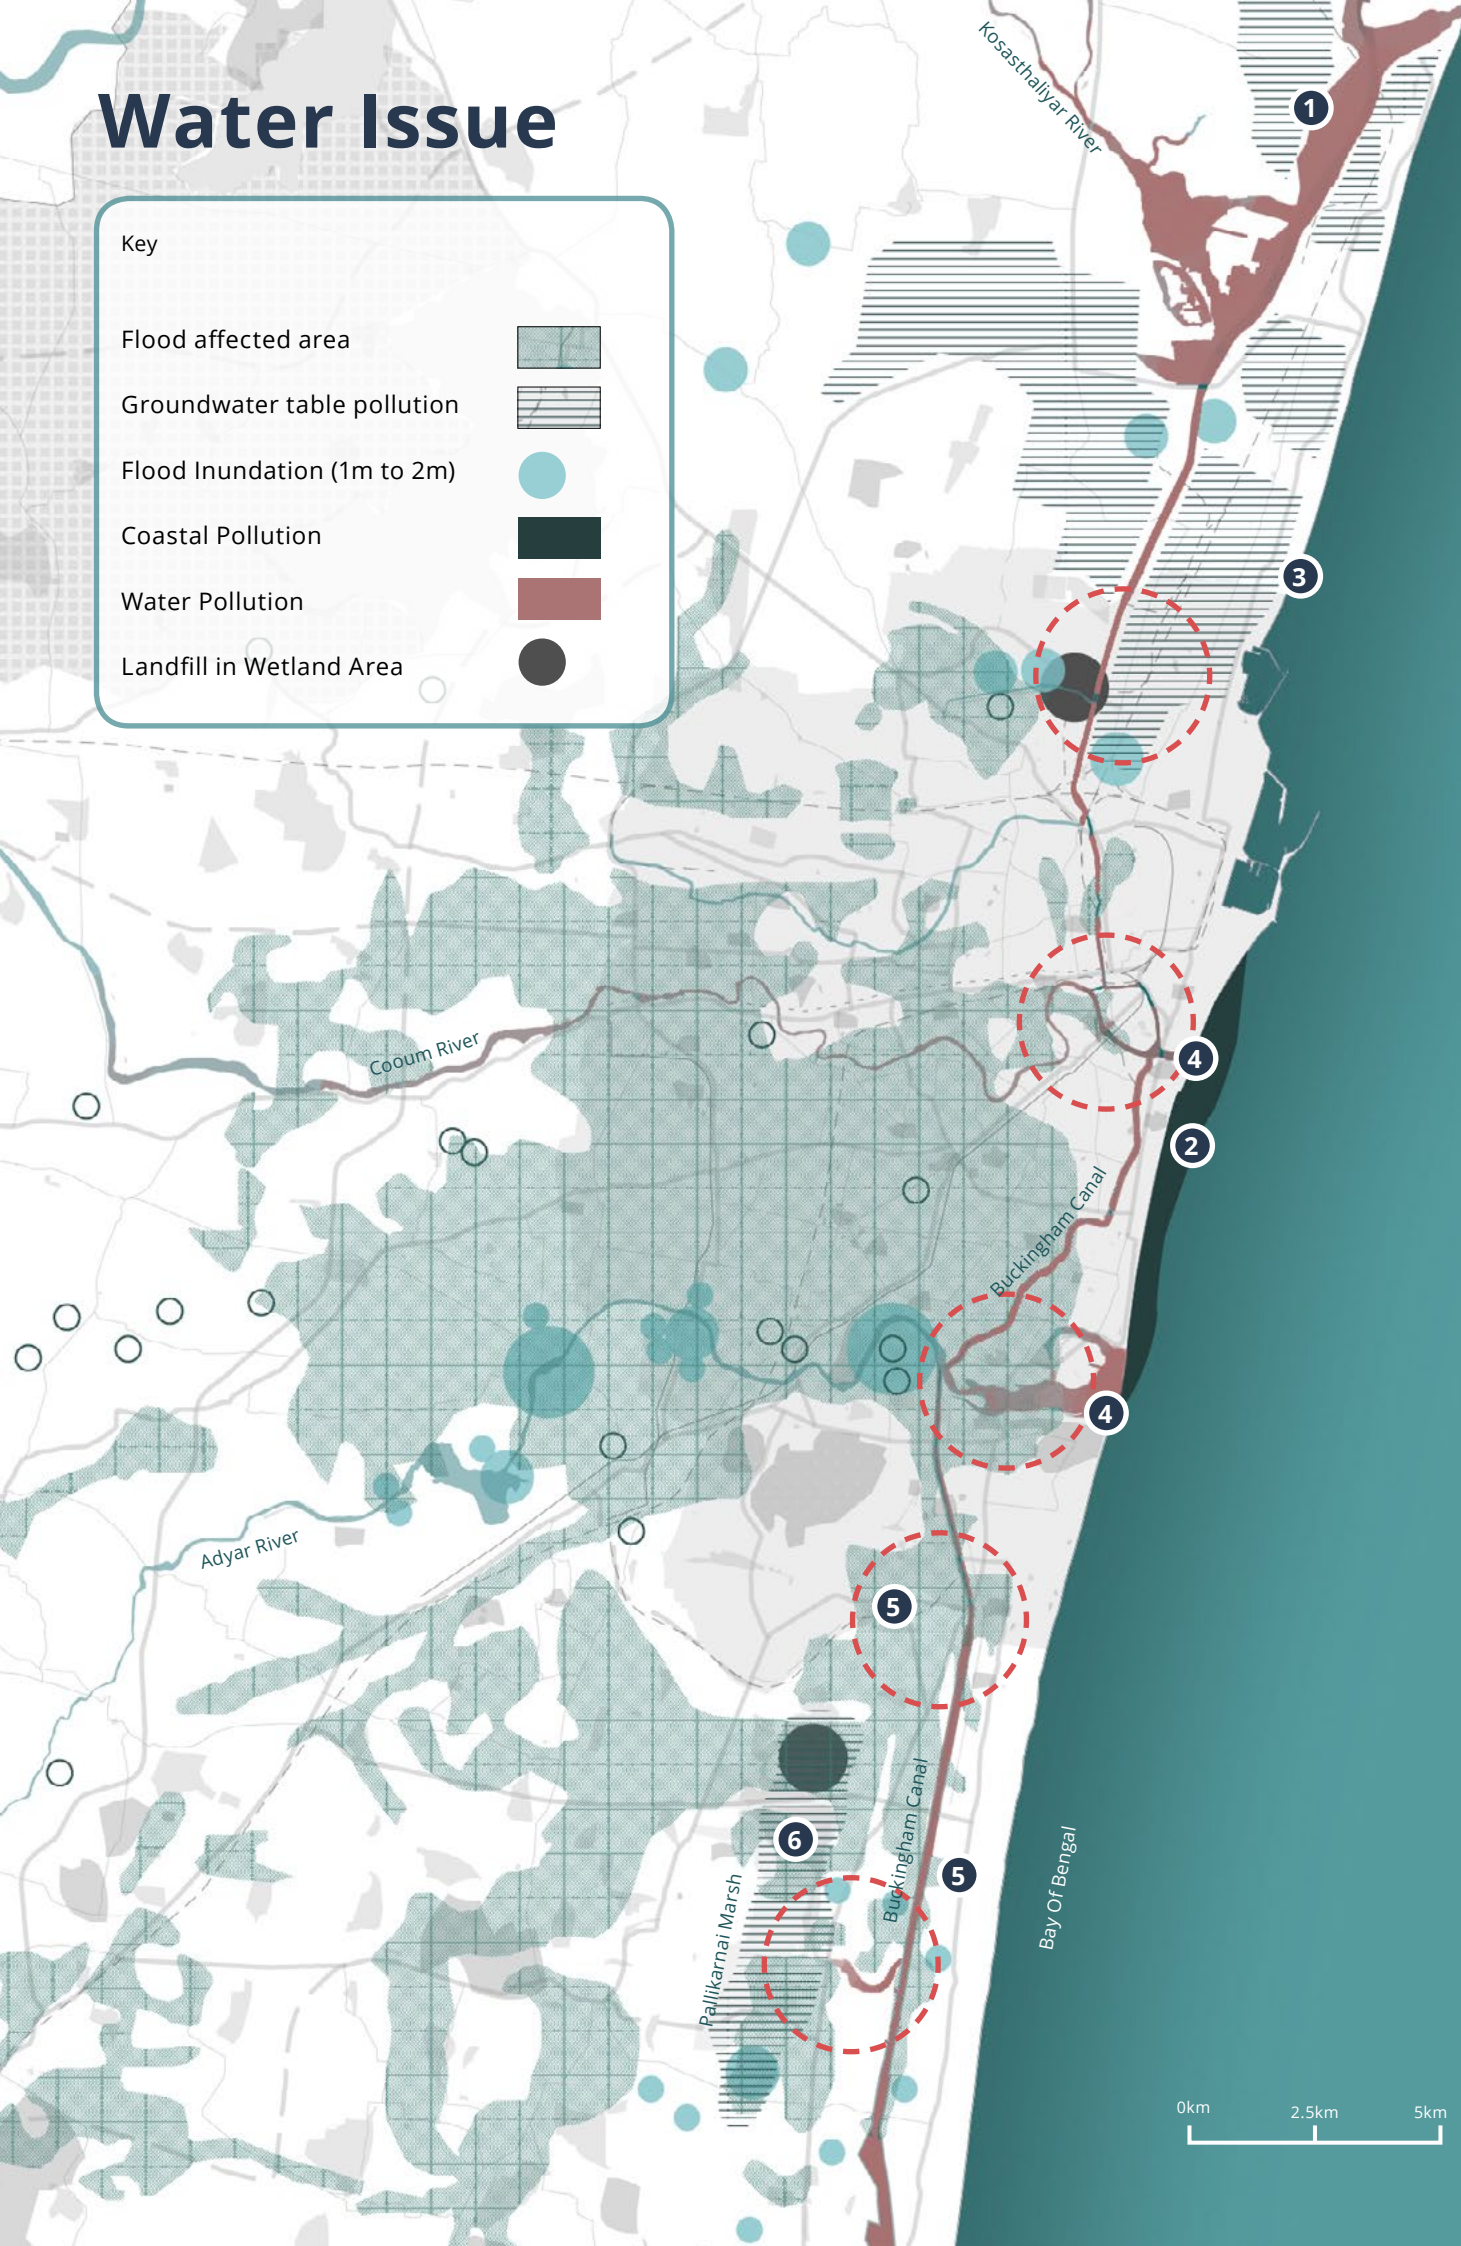 Water Issue
Key
Flood affected area
Groundwater table pollution
Flood Inundation (1m to 2m)
Coastal Pollution
Water Pollution
Landfill in Wetland Area
Kosasthaliyar River
1
3
Cooum River
4
2
Buckingham Canal
4
Adyar River
5
6
Buckingham Canal
5
Pallikarnai Marsh
Bay Of Bengal
0km 2.5km 5km